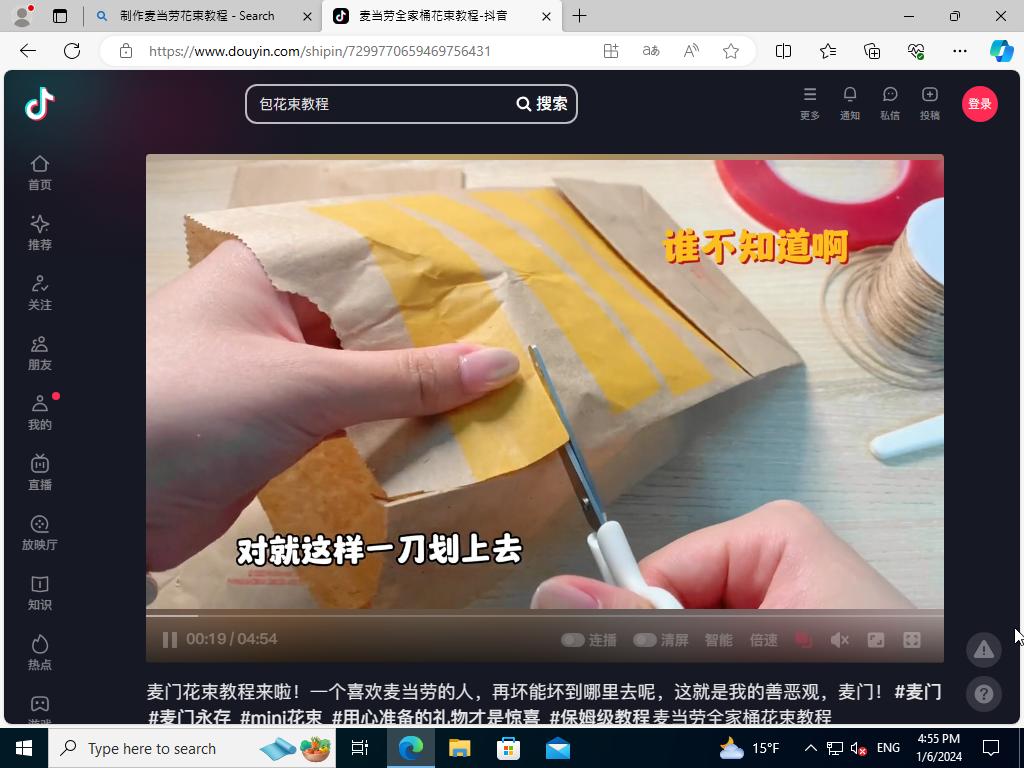 制作麦当劳花束教程 - Search
麦当劳全家桶花束教程-抖音
https://www.douyin.com/shipin/7299770659469756431
包花束教程
搜索
更多
通知
私信
投稿
登录
首页
推荐
关注
朋友
我的
直播
放映厅
知识
热点
游戏
谁不知道啊
对就这样一刀划上去
00:19 / 04:54
连播
清屏
智能
倍速
麦门花束教程来啦！一个喜欢麦当劳的人，再坏能坏到哪里去呢，这就是我的善恶观，麦门！ #麦门
#麦门永存 #mini花束 #用心准备的礼物才是惊喜 #保姆级教程 麦当劳全家桶花束教程
Type here to search
15°F
ENG
4:55 PM
1/6/2024